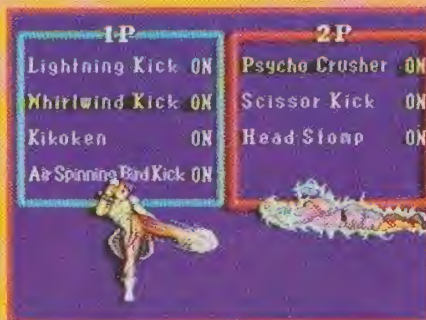 1P
Lightning Kick ON
Whirlwind Kick ON
Kikoken ON
Air Spinning Bird Kick ON
2P
Psycho Crusher ON
Scissor Kick ON
Head Stomp ON